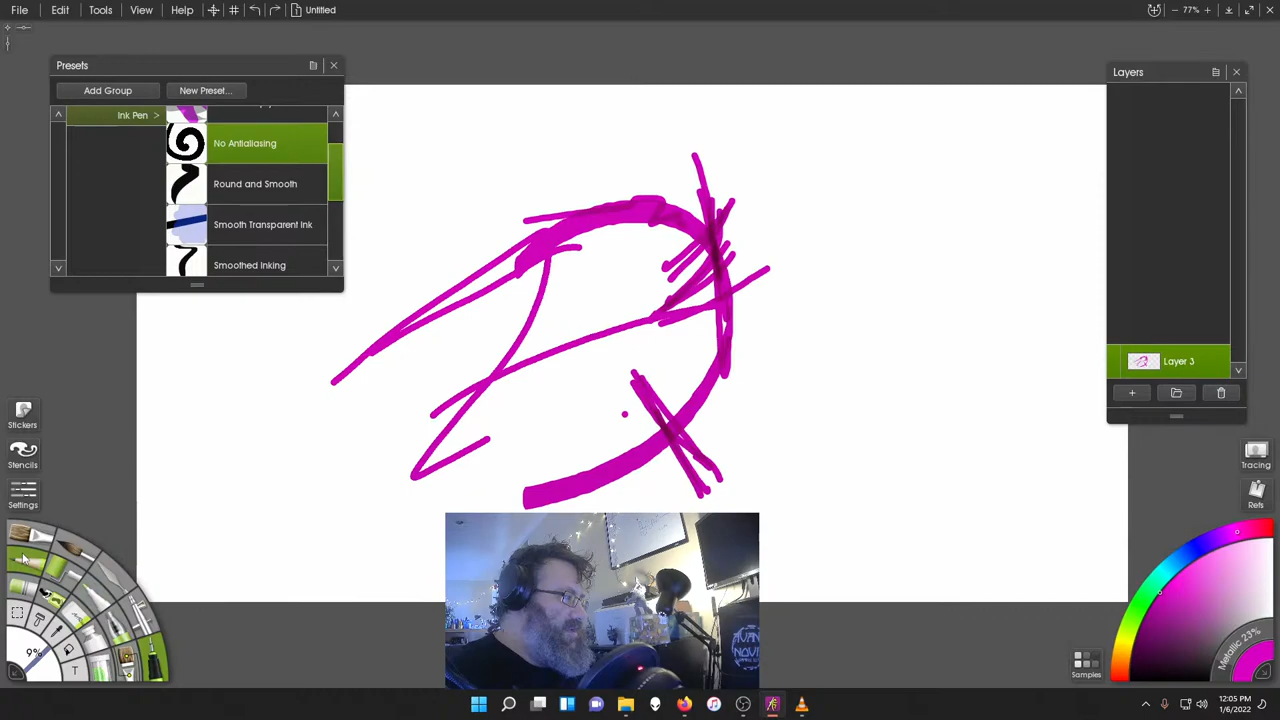 File Edit Tools View Help Untitled 77%
Presets
Add Group New Preset...
Ink Pen >
No Antialiasing
Round and Smooth
Smooth Transparent Ink
Smoothed Inking
Layers
Layer 3
Stickers
Stencils
Settings
Tracing
Refs
9%
T
Metallic 23%
Samples
12:05 PM
1/6/2022